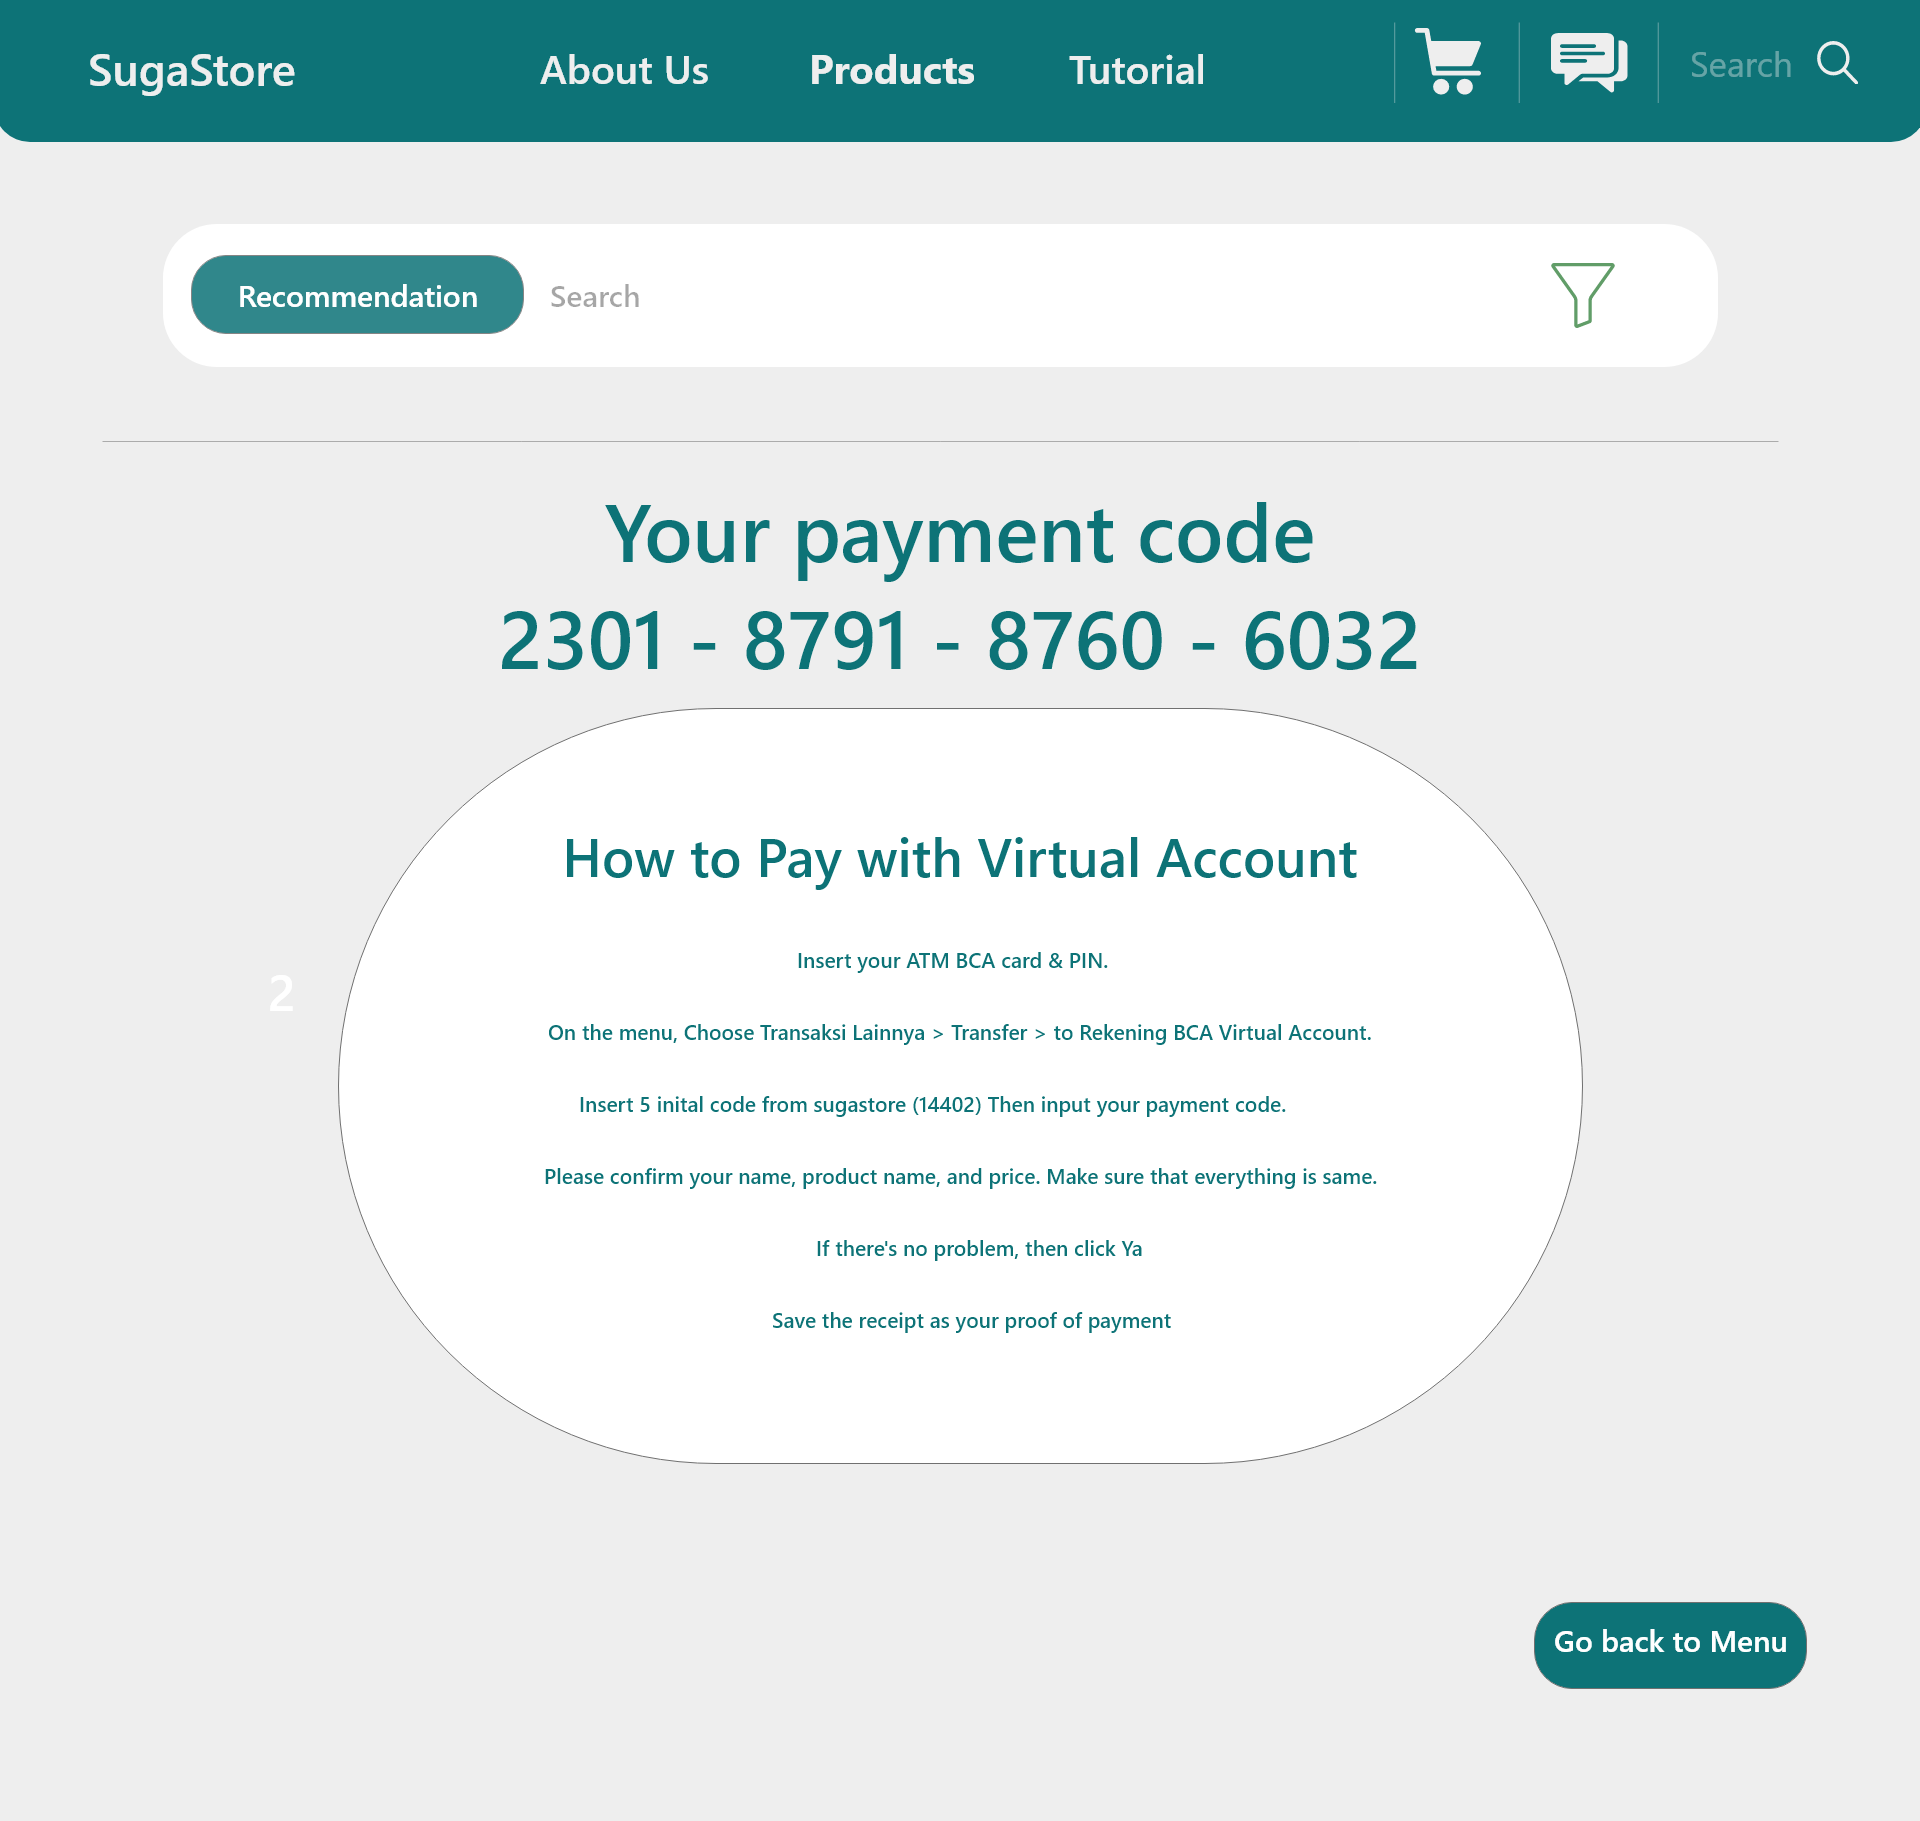 SugaStore
About Us
Products
Tutorial
Search
Recommendation
Search
Your payment code
2301 - 8791 - 8760 - 6032
How to Pay with Virtual Account
Insert your ATM BCA card & PIN.
2
On the menu, Choose Transaksi Lainnya > Transfer > to Rekening BCA Virtual Account.
Insert 5 inital code from sugastore (14402) Then input your payment code.
Please confirm your name, product name, and price. Make sure that everything is same.
If there's no problem, then click Ya
Save the receipt as your proof of payment
Go back to Menu